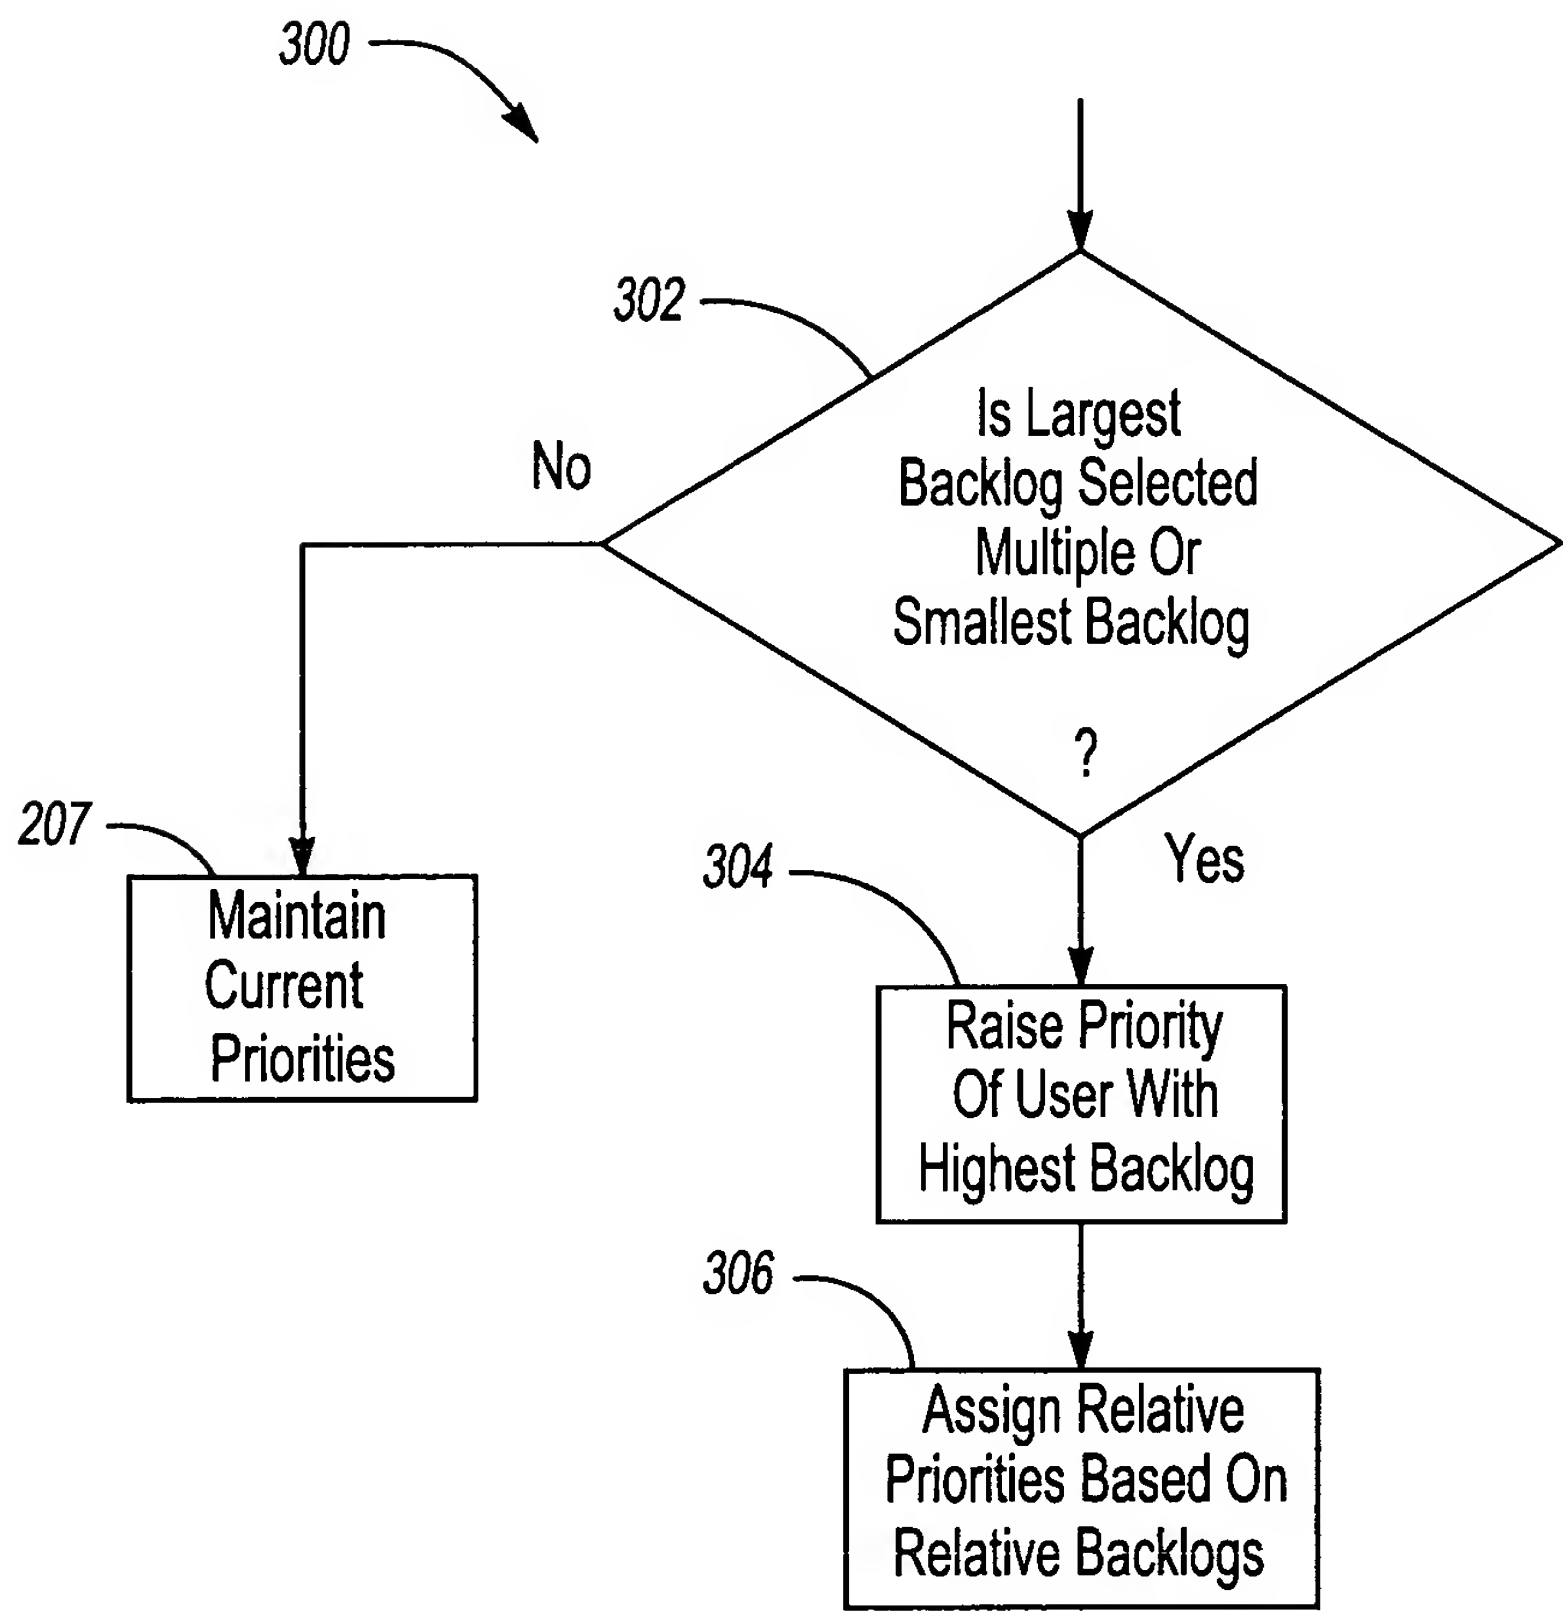 300
302
Is Largest
Backlog Selected
Multiple Or
Smallest Backlog
?
No
Yes
207
Maintain
Current
Priorities
304
Raise Priority
Of User With
Highest Backlog
306
Assign Relative
Priorities Based On
Relative Backlogs